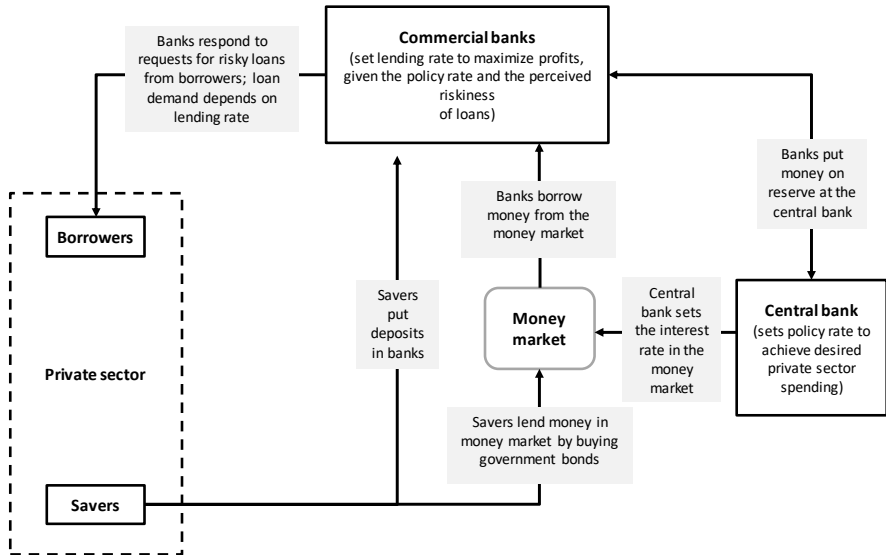 Commercial banks
(set lending rate to maximize profits,
given the policy rate and the perceived
riskiness
of loans)
Banks respond to
requests for risky loans
from borrowers; loan
demand depends on
lending rate
Banks put
money on
reserve at the
central bank
Banks borrow
money from the
money market
Borrowers
Savers
put
deposits
in banks
Money
market
Central
bank sets
the interest
rate in the
money
market
Central bank
(sets policy rate to
achieve desired
private sector
spending)
Private sector
Savers lend money in
money market by buying
government bonds
Savers